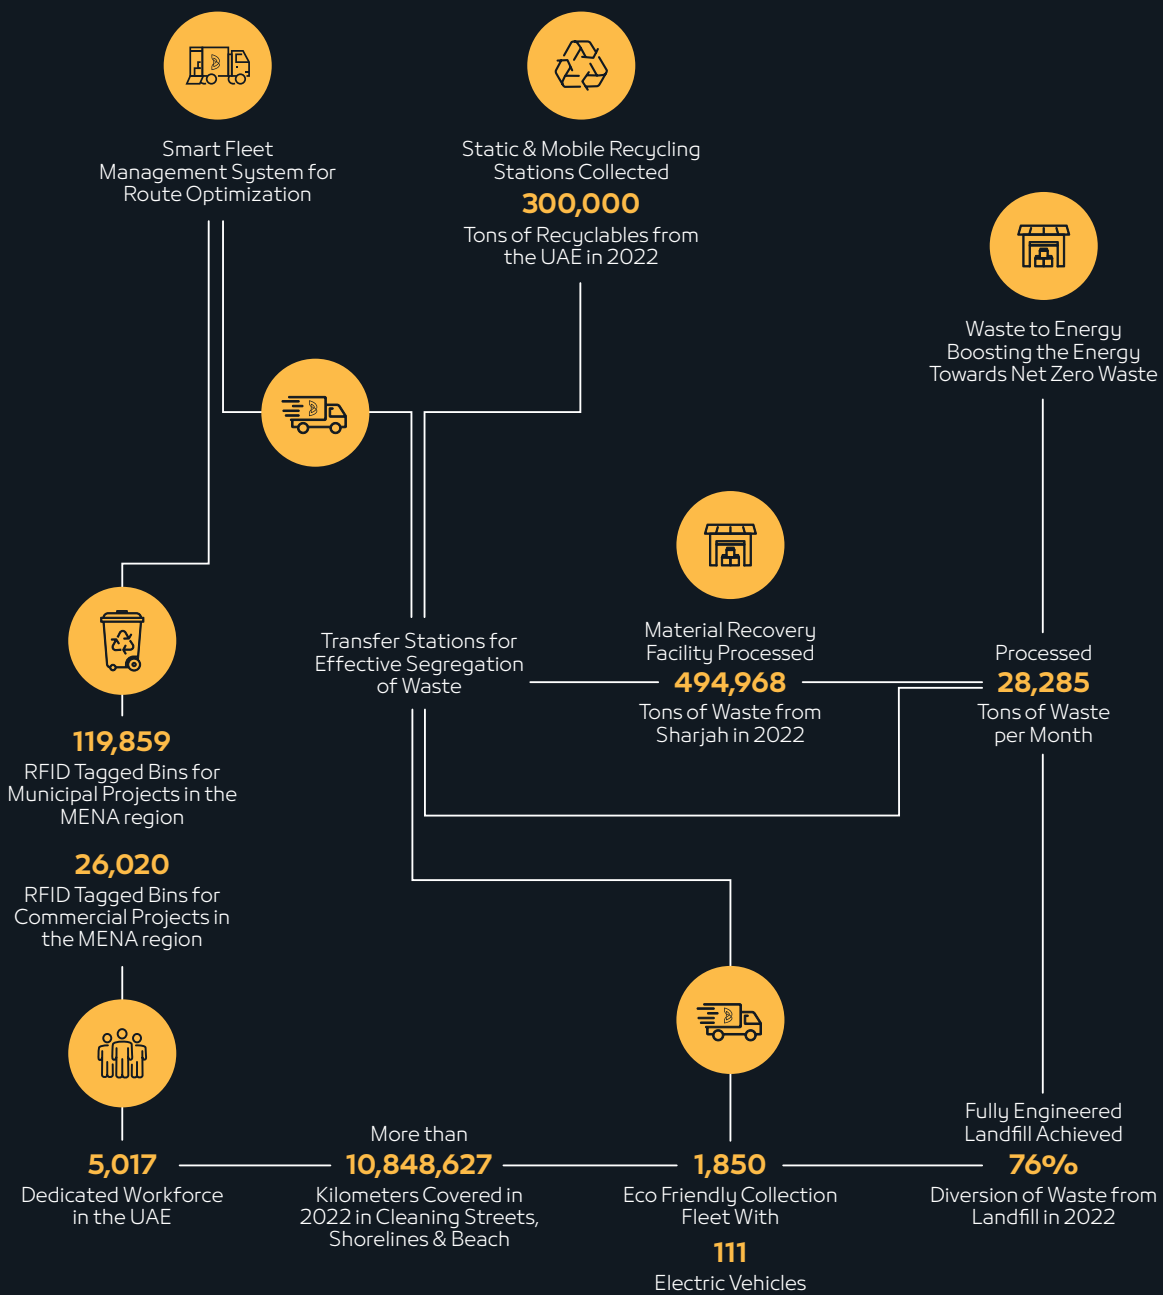 Smart Fleet
Management System for
Route Optimization
Static & Mobile Recycling
Stations Collected
300,000
Tons of Recyclables from
the UAE in 2022
Waste to Energy
Boosting the Energy
Towards Net Zero Waste
Transfer Stations for
Effective Segregation
of Waste
Material Recovery
Facility Processed
494,968
Tons of Waste from
Sharjah in 2022
Processed
28,285
Tons of Waste
per Month
119,859
RFID Tagged Bins for
Municipal Projects in the
MENA region
26,020
RFID Tagged Bins for
Commercial Projects in
the MENA region
5,017
Dedicated Workforce
in the UAE
More than
10,848,627
Kilometers Covered in
2022 in Cleaning Streets,
Shorelines & Beach
1,850
Eco Friendly Collection
Fleet With
111
Electric Vehicles
Fully Engineered
Landfill Achieved
76%
Diversion of Waste from
Landfill in 2022